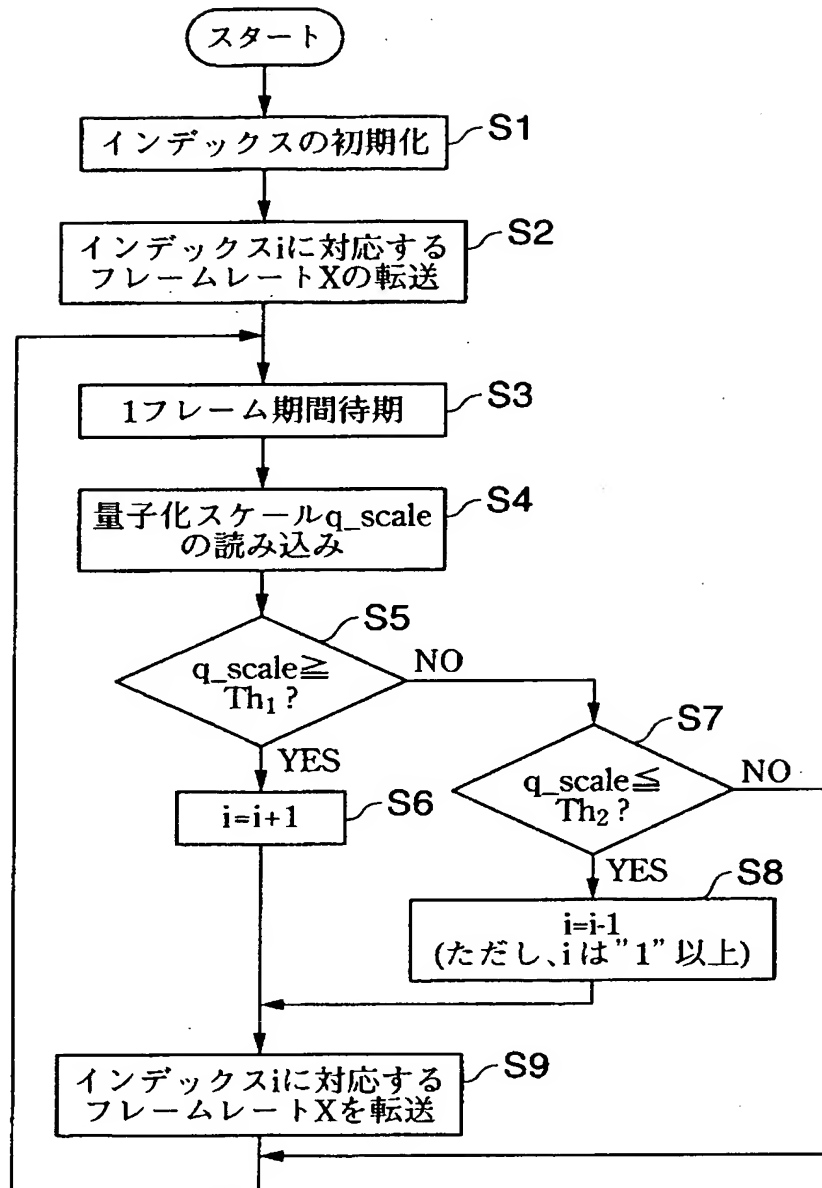 スタート
インデックスの初期化
S1
インデックスiに対応する
フレームレートXの転送
S2
1フレーム期間待期
S3
量子化スケールq_scale
の読み込み
S4
q_scale≧
Th₁?
S5
NO
YES
i=i+1
S6
q_scale≦
Th₂?
S7
NO
YES
i=i-1
(ただし、iは"1"以上)
S8
インデックスiに対応する
フレームレートXを転送
S9